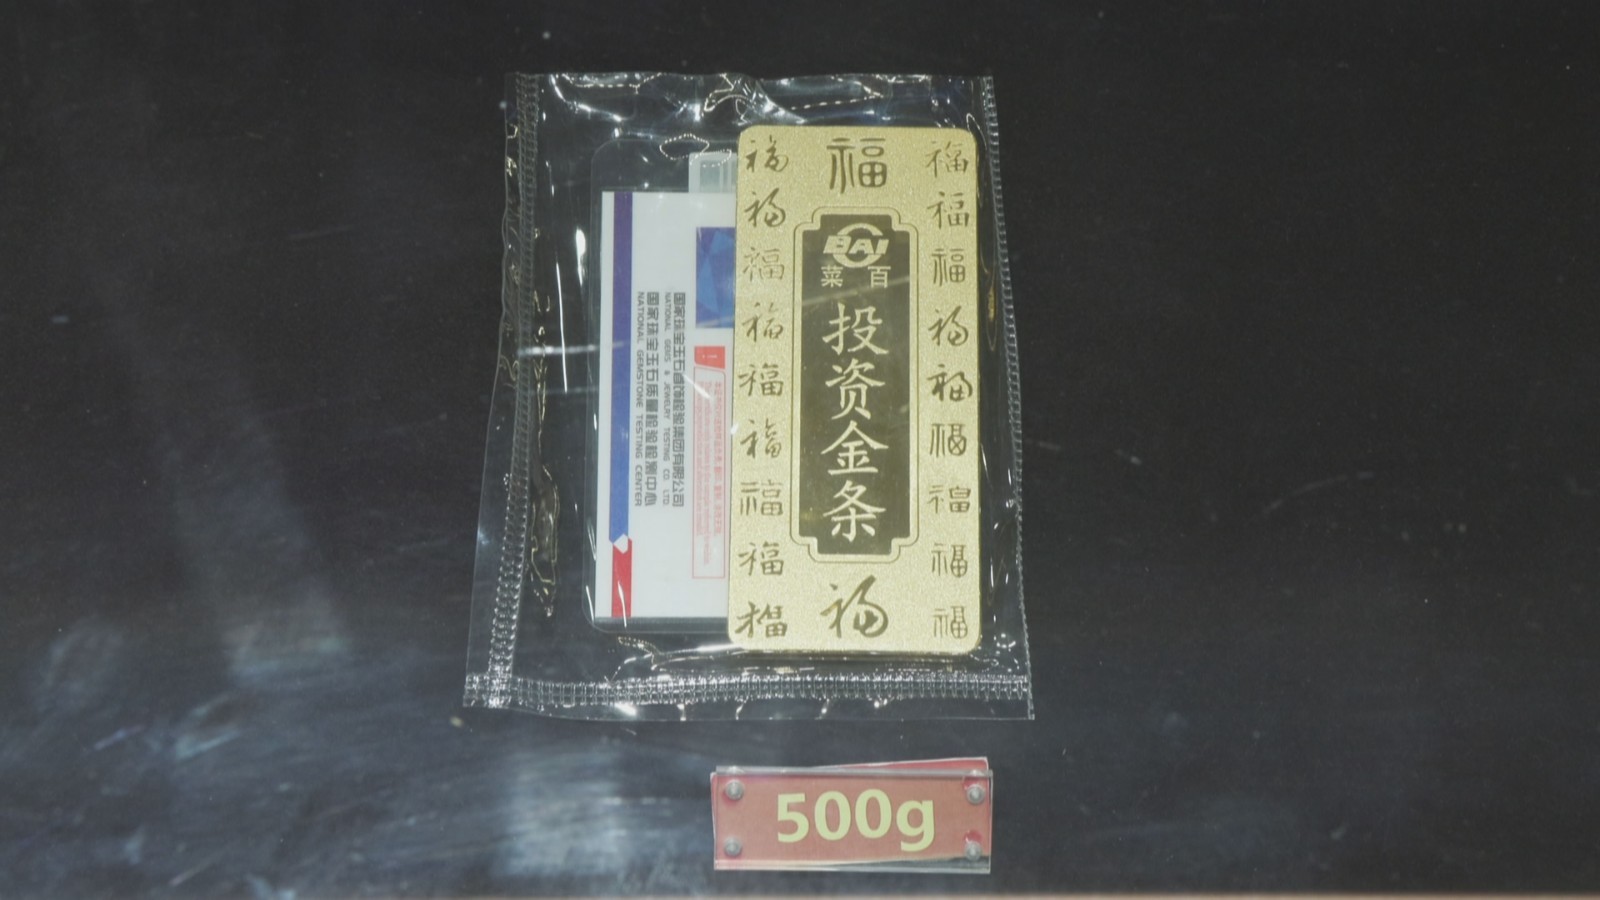 福 福 福
福 福
福 福
福 福
福 福
福 福
福 福
福 福
福 福
福
BAI
菜 百
投资金条
国家珠宝玉石首饰检验集团有限公司
NATIONAL GEMS & JEWELRY TESTING CO. LTD.
国家珠宝玉石质量检验检测中心
NATIONAL GEMSTONE TESTING CENTER
500g